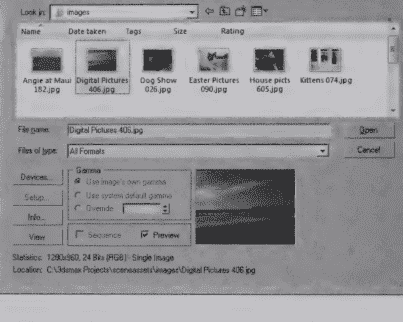 Look in: images
Name Date taken Tags Size Rating
Angie at Maui Digital Pictures Dog Show Easter Pictures House picts Kittens 074.jpg
182.jpg 406.jpg 026.jpg 090.jpg 605.jpg
File name: Digital Pictures 406.jpg Open
Files of type: All Formats Cancel
Devices... Gamma
Use image's own gamma
Setup... Use system default gamma
Info... Override
View Sequence Preview
Statistics: 1280x960, 24 Bits (RGB) - Single Image
Location: C:\3dsmax Projects\sceneassets\images\Digital Pictures 406.jpg